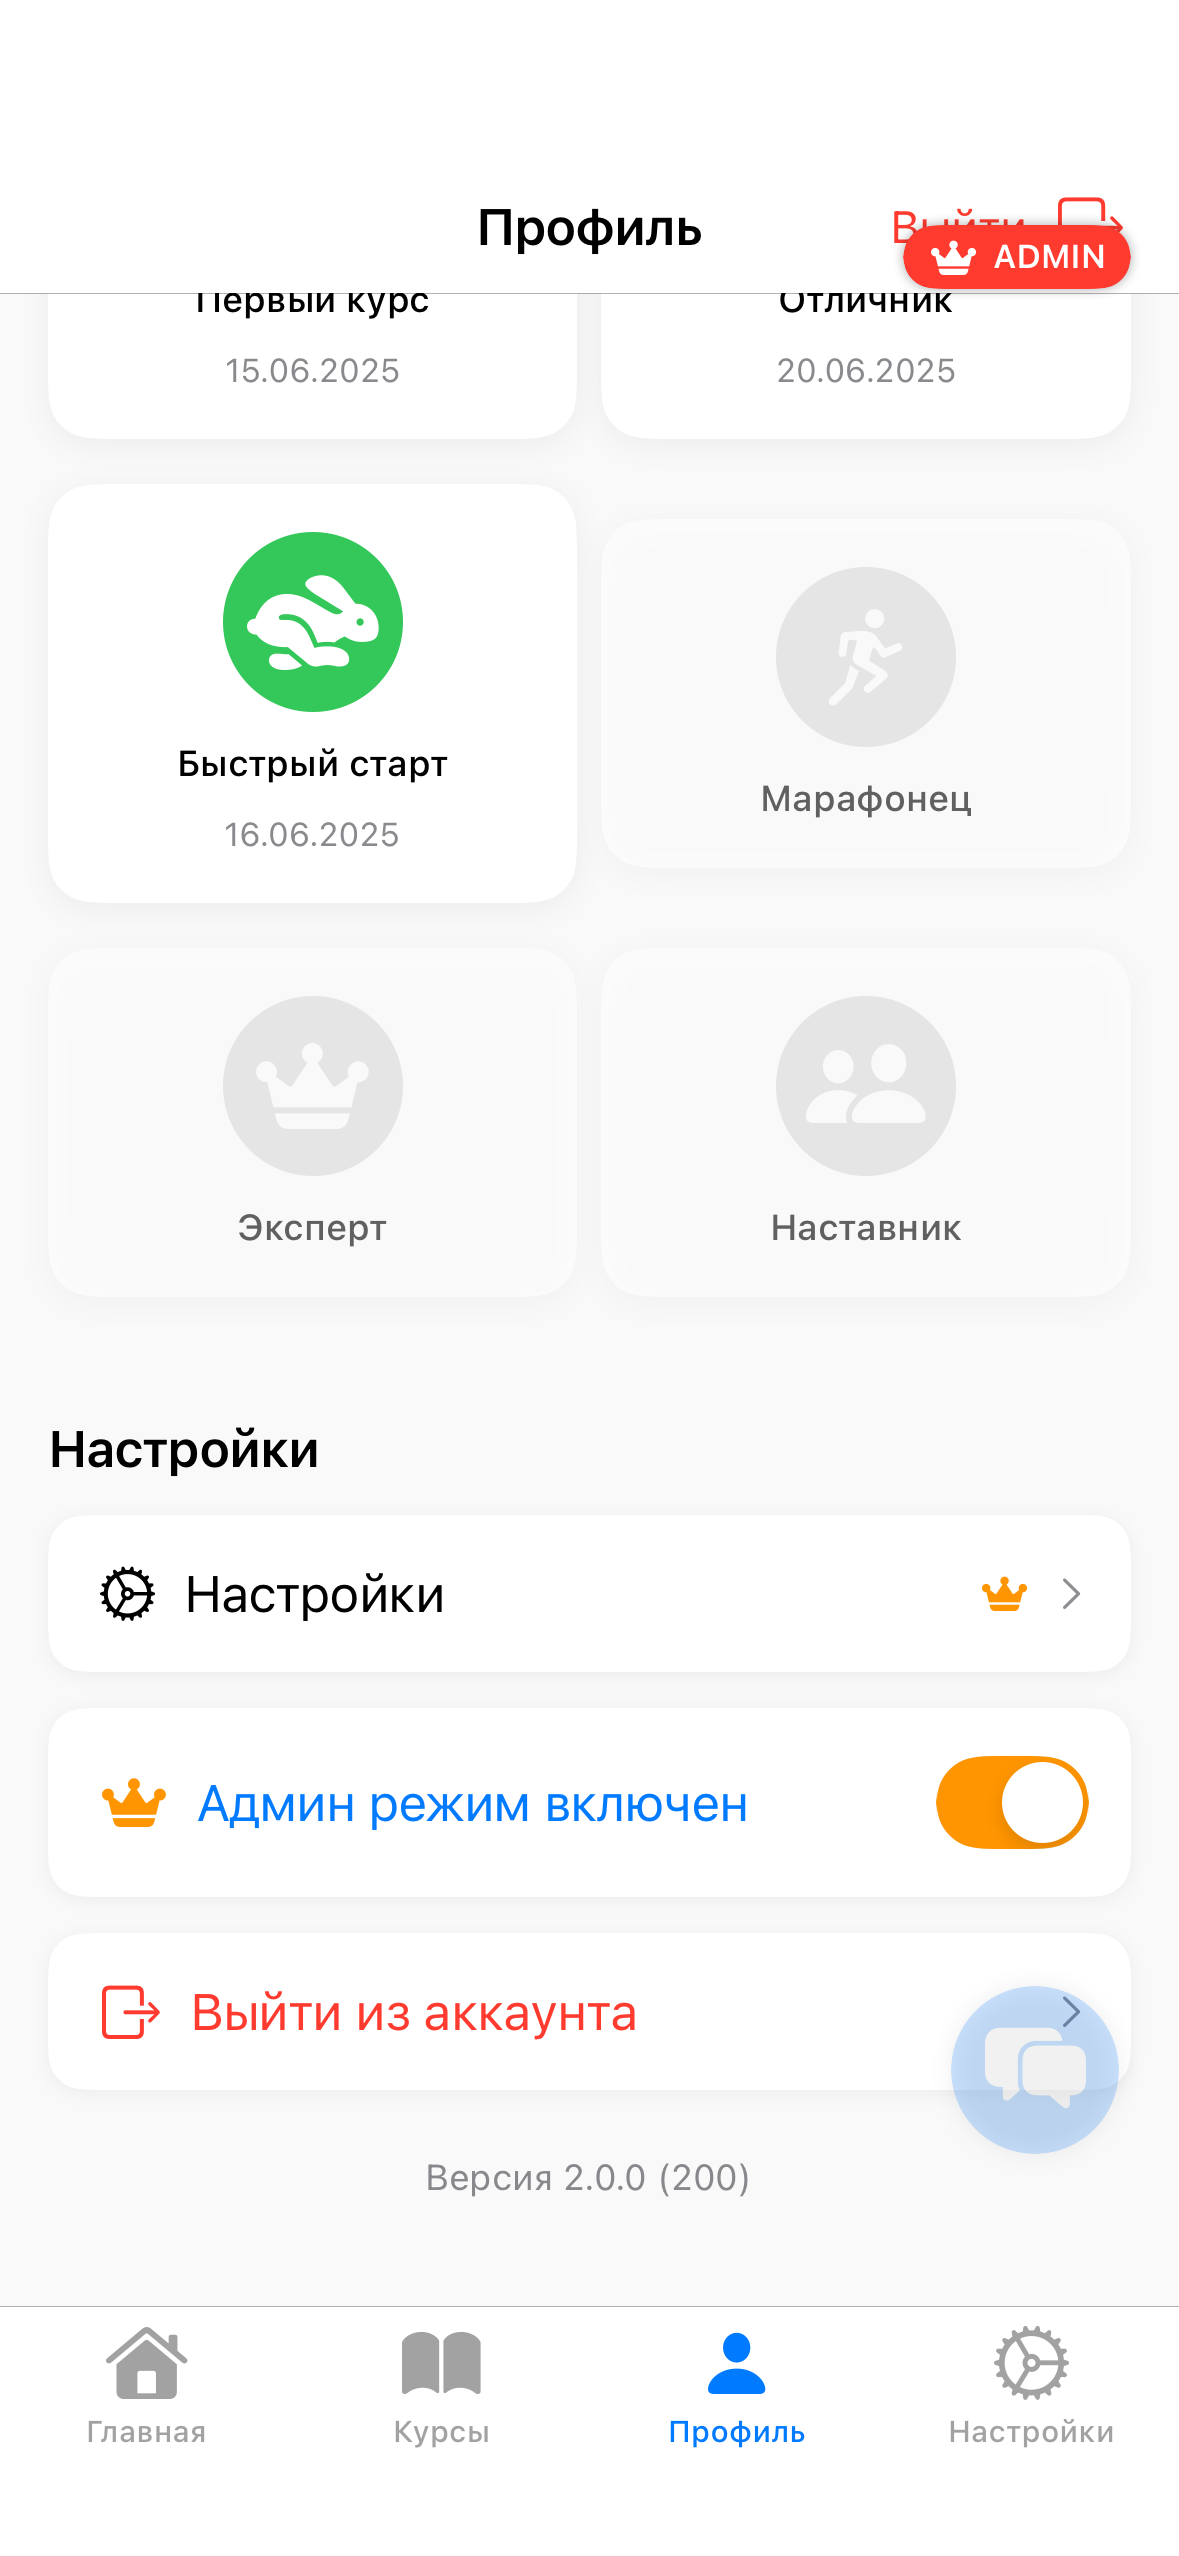 Профиль
Выйти
ADMIN
Первый курс
Отличник
15.06.2025
20.06.2025
Быстрый старт
16.06.2025
Марафонец
Эксперт
Наставник
Настройки
Настройки
Админ режим включен
Выйти из аккаунта
Версия 2.0.0 (200)
Главная
Курсы
Профиль
Настройки